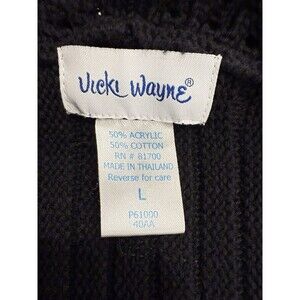 Vicki Wayne®
50% ACRYLIC
50% COTTON
RN # 81700
MADE IN THAILAND
Reverse for care
L
P61000
40AA